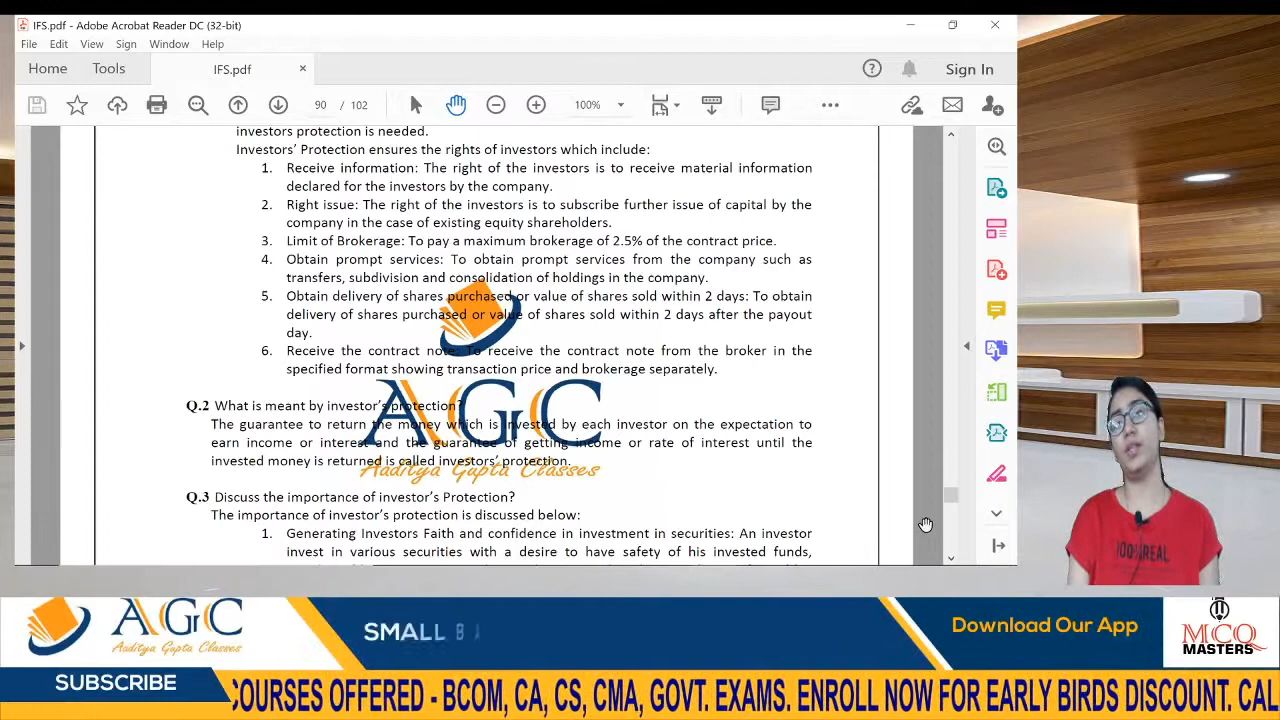 IFS.pdf - Adobe Acrobat Reader DC (32-bit)
File Edit View Sign Window Help
Home Tools IFS.pdf × Sign In
90 / 102 100%
investors protection is needed.
Investors' Protection ensures the rights of investors which include:
1. Receive information: The right of the investors is to receive material information
declared for the investors by the company.
2. Right issue: The right of the investors is to subscribe further issue of capital by the
company in the case of existing equity shareholders.
3. Limit of Brokerage: To pay a maximum brokerage of 2.5% of the contract price.
4. Obtain prompt services: To obtain prompt services from the company such as
transfers, subdivision and consolidation of holdings in the company.
5. Obtain delivery of shares purchased or value of shares sold within 2 days: To obtain
delivery of shares purchased or value of shares sold within 2 days after the payout
day.
6. Receive the contract note: To receive the contract note from the broker in the
specified format showing transaction price and brokerage separately.
Q.2 What is meant by investor's protection?
The guarantee to return the money which is invested by each investor on the expectation to
earn income or interest and the guarantee of getting income or rate of interest until the
invested money is returned is called investors' protection.
AGC
Aaditya Gupta Classes
Q.3 Discuss the importance of investor's Protection?
The importance of investor's protection is discussed below:
1. Generating Investors Faith and confidence in investment in securities: An investor
inest in various securities with a desire to have safety of his invested funds,
100% REAL
AGC
Aaditya Gupta Classes
SMALL B
Download Our App
MCQ
MASTERS
SUBSCRIBE
COURSES OFFERED - BCOM, CA, CS, CMA, GOVT. EXAMS. ENROLL NOW FOR EARLY BIRDS DISCOUNT. CAL